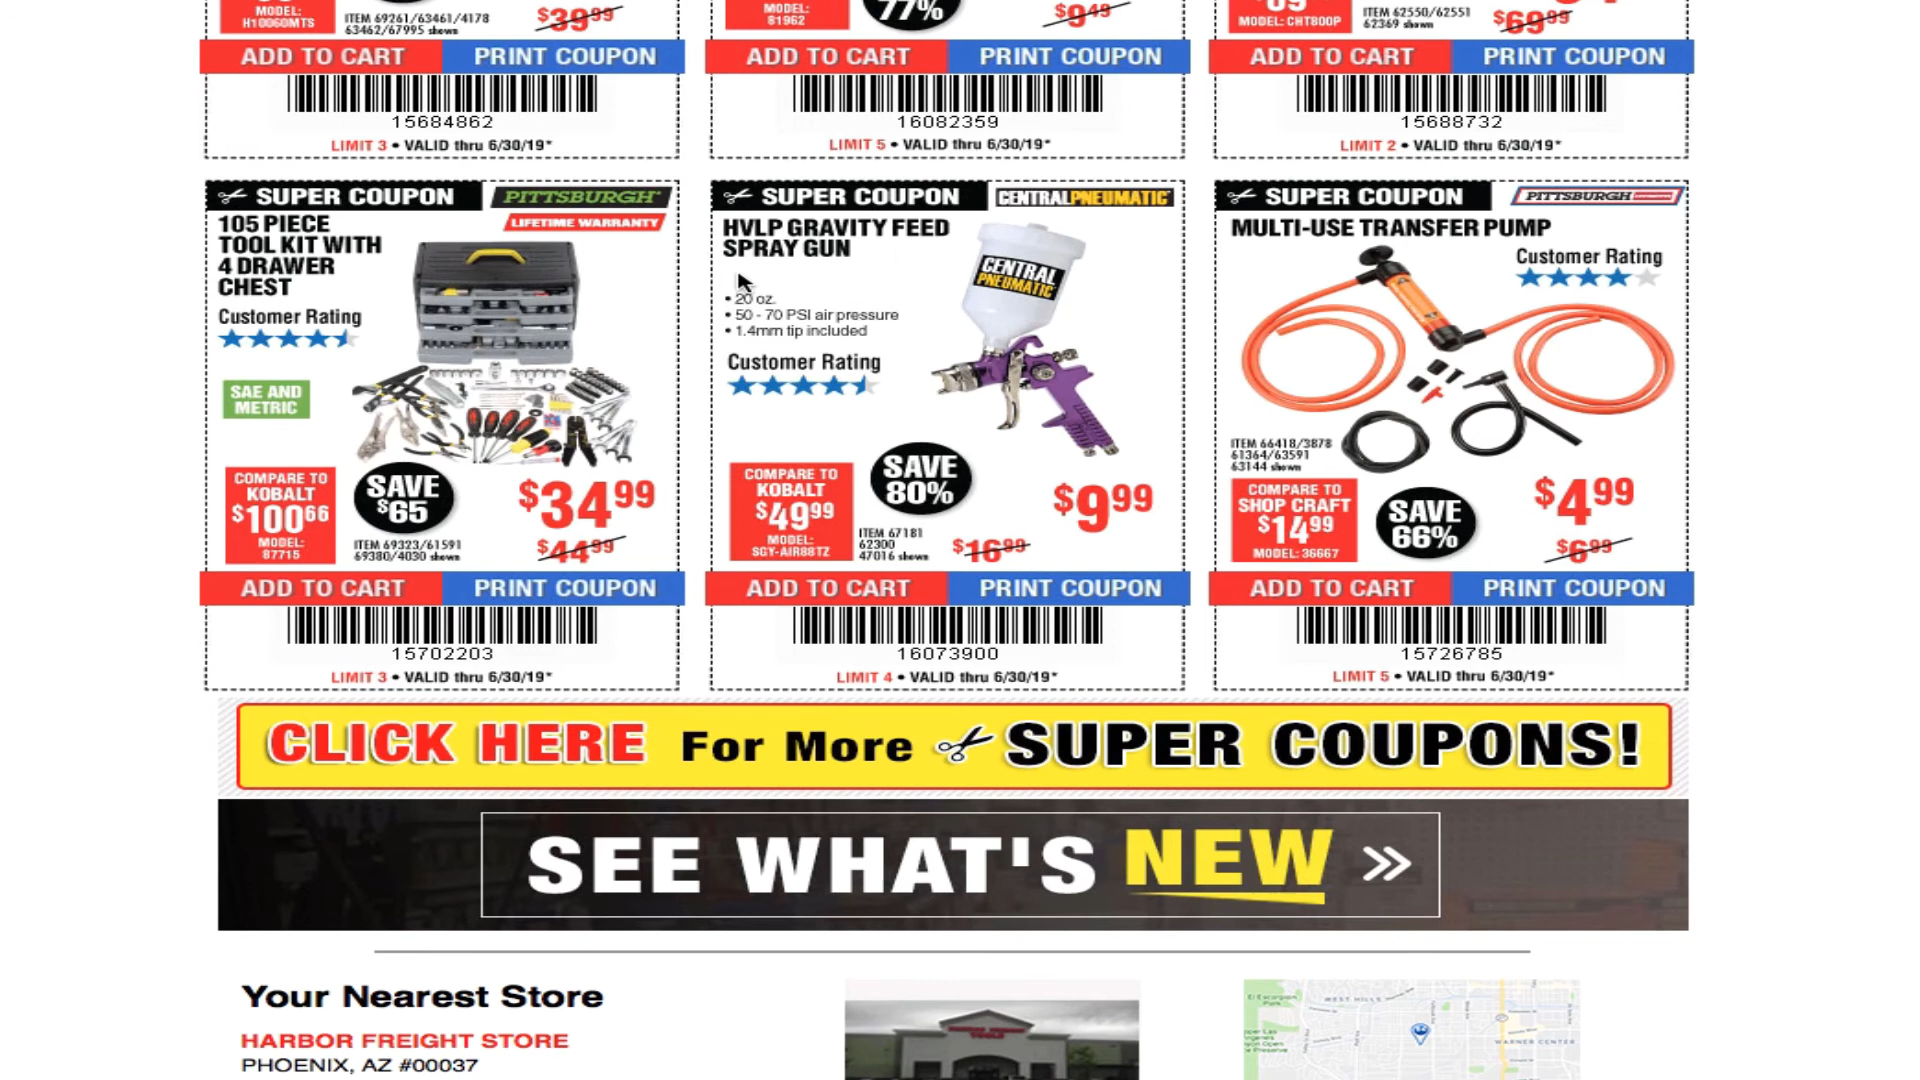 MODEL:
H10060MTS
ITEM 69261/63461/4178
63462/67995 shown
$39 99
ADD TO CART
PRINT COUPON
15684862
LIMIT 3 • VALID thru 6/30/19*
MODEL:
81962
77%
$9 49
ADD TO CART
PRINT COUPON
16082359
LIMIT 5 • VALID thru 6/30/19*
MODEL: CHT800P
ITEM 62550/62551
62369 shown
$69 99
ADD TO CART
PRINT COUPON
15688732
LIMIT 2 • VALID thru 6/30/19*
SUPER COUPON
PITTSBURGH
LIFETIME WARRANTY
105 PIECE
TOOL KIT WITH
4 DRAWER
CHEST
Customer Rating
SAE AND
METRIC
COMPARE TO
KOBALT
$100 66
MODEL:
87715
SAVE
$65
ITEM 69323/61591
69380/4030 shown
$34 99
$44 99
ADD TO CART
PRINT COUPON
15702203
LIMIT 3 • VALID thru 6/30/19*
SUPER COUPON
CENTRALPNEUMATIC
HVLP GRAVITY FEED
SPRAY GUN
• 20 oz.
• 50 - 70 PSI air pressure
• 1.4mm tip included
Customer Rating
CENTRAL
PNEUMATIC
COMPARE TO
KOBALT
$49 99
MODEL:
SGY-AIR88TZ
SAVE
80%
ITEM 67181
62300
47016 shown
$9 99
$16 99
ADD TO CART
PRINT COUPON
16073900
LIMIT 4 • VALID thru 6/30/19*
SUPER COUPON
PITTSBURGH
MULTI-USE TRANSFER PUMP
Customer Rating
ITEM 66418/3878
61364/63591
63144 shown
COMPARE TO
SHOP CRAFT
$14 99
MODEL: 36667
SAVE
66%
$4 99
$6 99
ADD TO CART
PRINT COUPON
15726785
LIMIT 5 • VALID thru 6/30/19*
CLICK HERE For More SUPER COUPONS!
SEE WHAT'S NEW »
Your Nearest Store
HARBOR FREIGHT STORE
PHOENIX, AZ #00037
WEST HILLS
WARNER CENTER